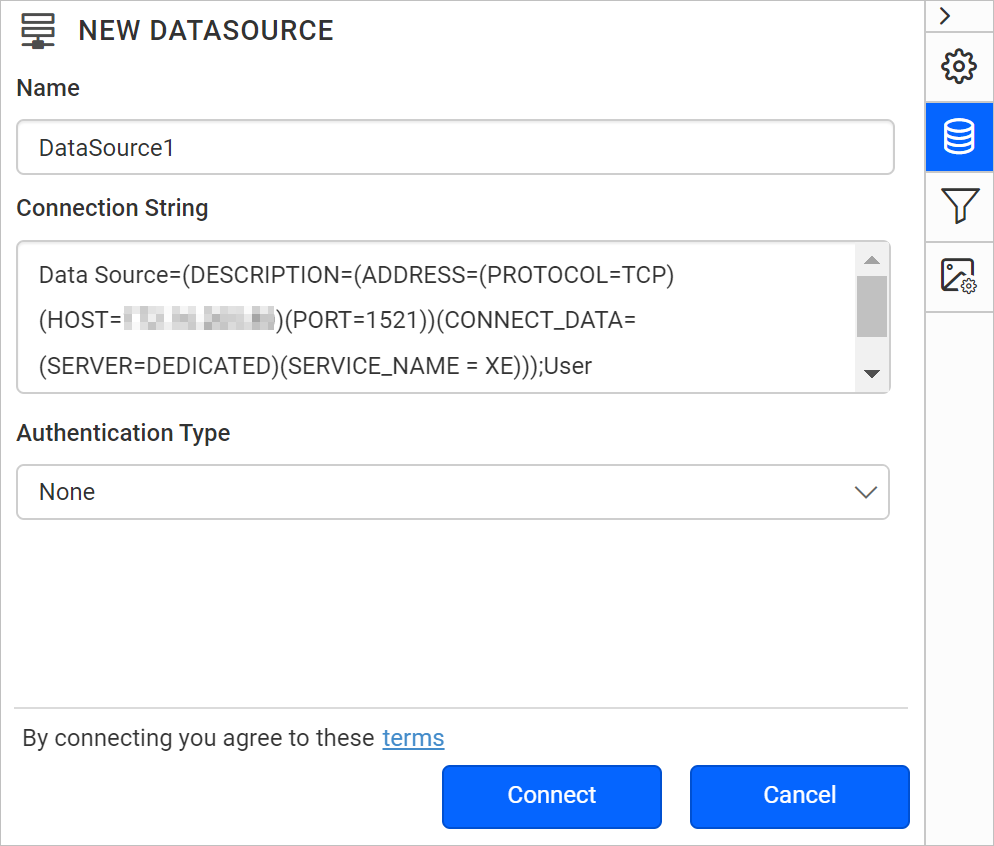 NEW DATASOURCE
Name
DataSource1
Connection String
Data Source=(DESCRIPTION=(ADDRESS=(PROTOCOL=TCP)
(HOST= )(PORT=1521))(CONNECT_DATA=
(SERVER=DEDICATED)(SERVICE_NAME = XE)));User
Authentication Type
None
By connecting you agree to these terms
Connect
Cancel